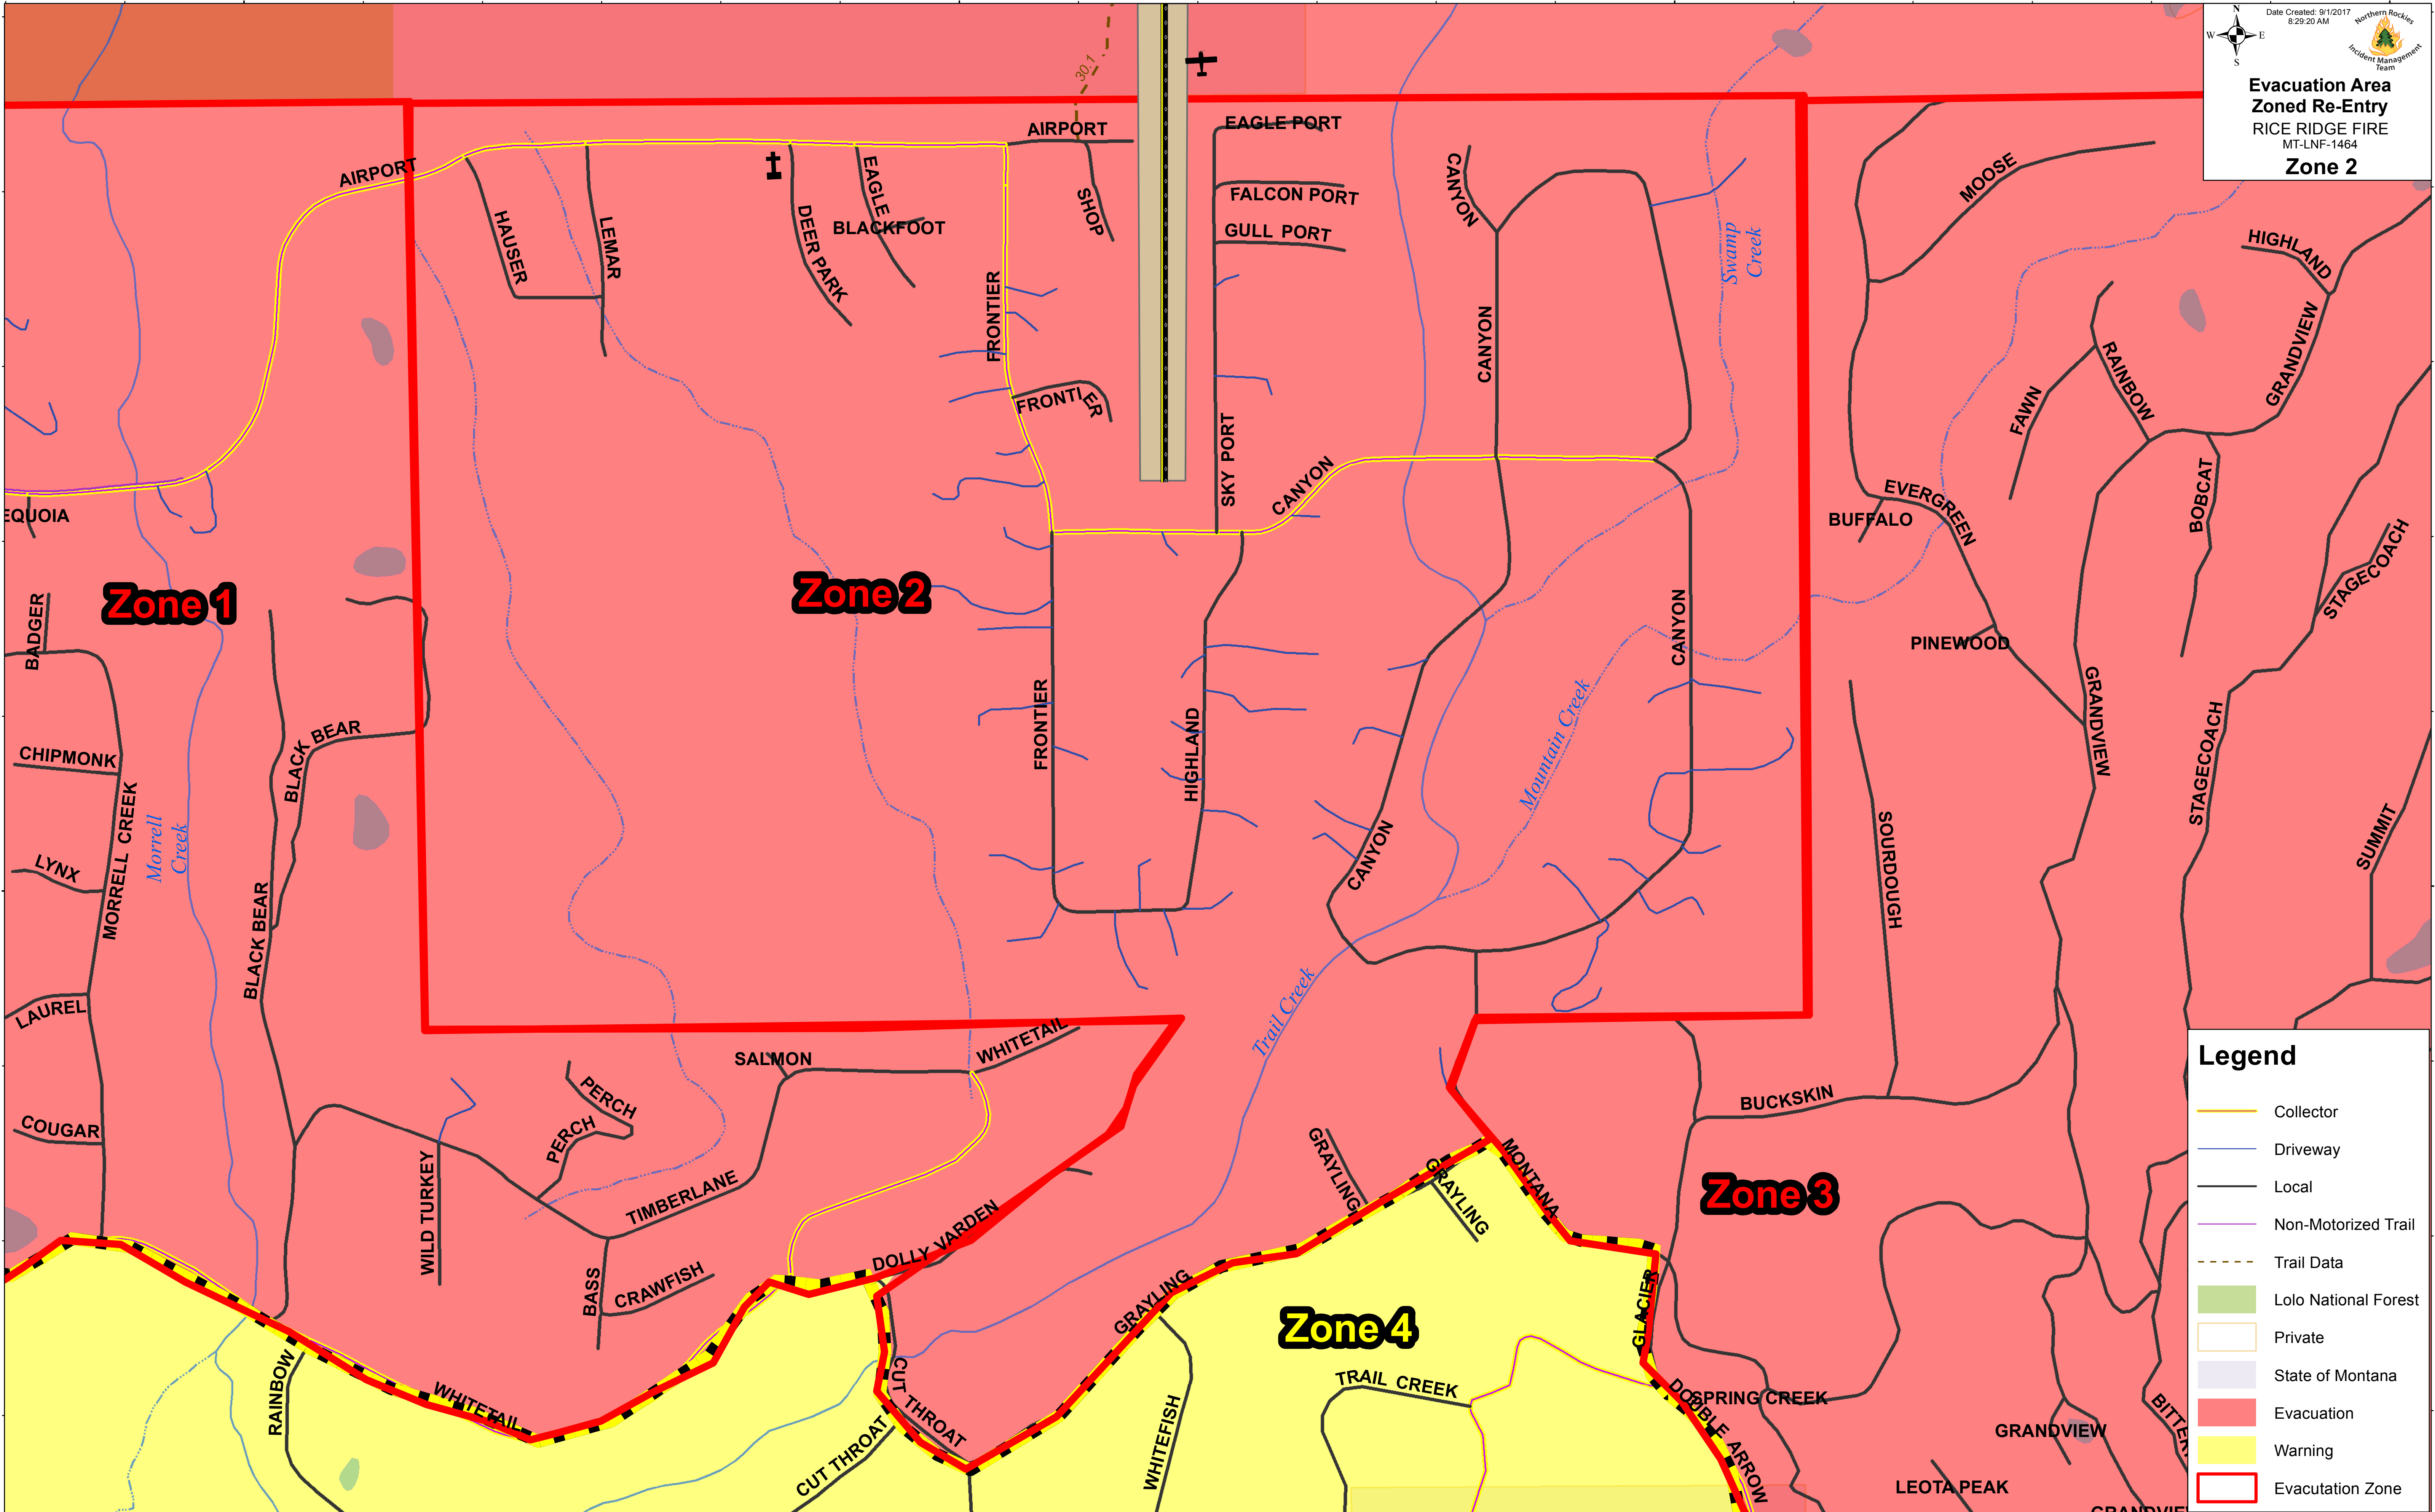 Date Created: 9/1/2017
8:29:20 AM
N
W
E
S
Northern Rockies
Incident Management
Team
Evacuation Area
Zoned Re-Entry
RICE RIDGE FIRE
MT-LNF-1464
Zone 2
30.1
AIRPORT
EAGLE PORT
AIRPORT
HAUSER
LEMAR
DEER PARK
EAGLE
BLACKFOOT
SHOP
FALCON PORT
GULL PORT
CANYON
Swamp
Creek
MOOSE
HIGHLAND
FRONTIER
CANYON
RAINBOW
GRANDVIEW
FAWN
FRONTIER
SKY PORT
CANYON
BOBCAT
EQUOIA
EVERGREEN
BUFFALO
STAGECOACH
Zone 1
Zone 2
BADGER
CANYON
PINEWOOD
FRONTIER
HIGHLAND
Mountain Creek
GRANDVIEW
STAGECOACH
CHIPMONK
BLACK BEAR
MORRELL CREEK
Morrell
Creek
LYNX
BLACK BEAR
CANYON
SOURDOUGH
SUMMIT
LAUREL
Trail Creek
SALMON
WHITETAIL
COUGAR
PERCH
PERCH
BUCKSKIN
WILD TURKEY
TIMBERLANE
GRAYLING
GRAYLING
MONTANA
Zone 3
DOLLY VARDEN
BASS
CRAWFISH
GRAYLING
GLACIER
Zone 4
RAINBOW
WHITETAIL
CUT THROAT
CUT THROAT
WHITEFISH
TRAIL CREEK
SPRING CREEK
DOUBLE ARROW
GRANDVIEW
BITTER
LEOTA PEAK
GRANDVIEW
Legend
Collector
Driveway
Local
Non-Motorized Trail
Trail Data
Lolo National Forest
Private
State of Montana
Evacuation
Warning
Evacutation Zone